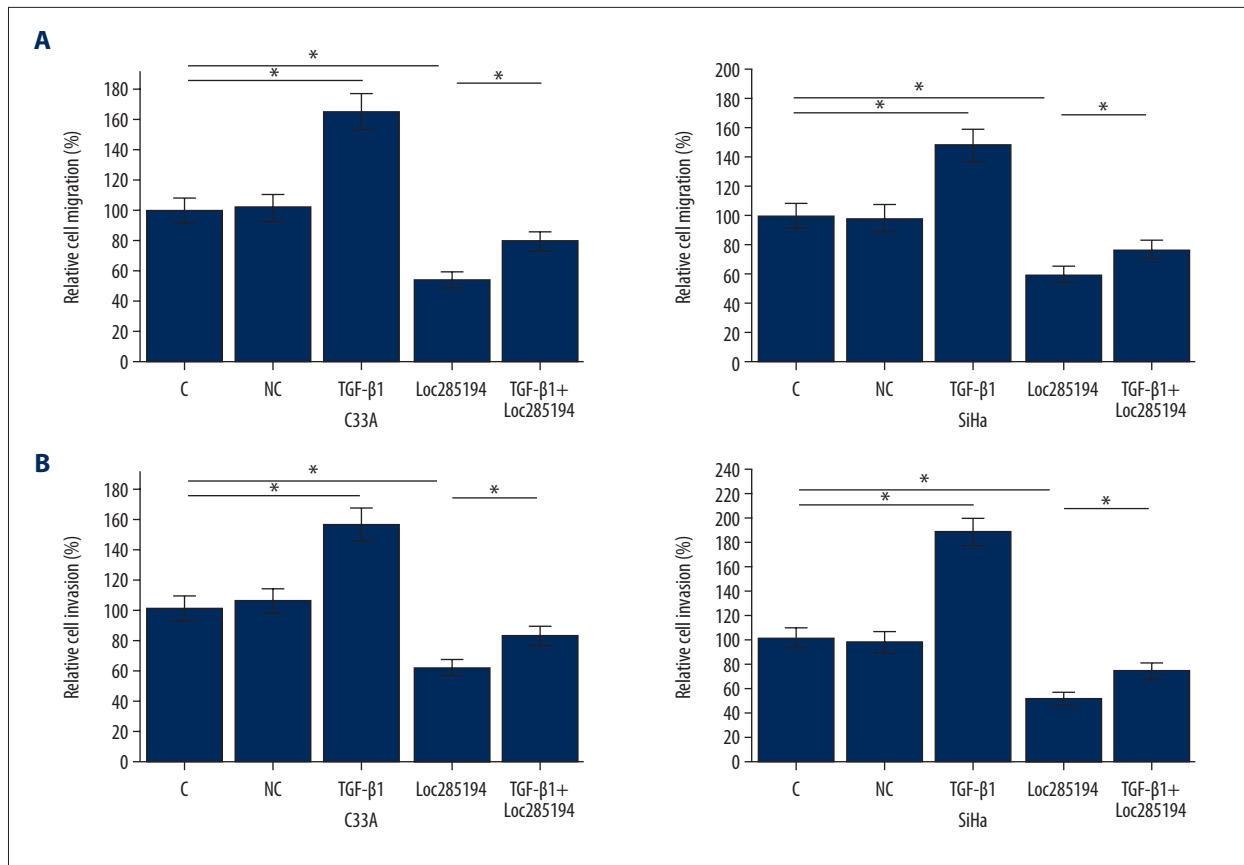 A
*
*
*
Relative cell migration (%)
180
160
140
120
100
80
60
40
20
0
C
NC
TGF-β1
Loc285194
TGF-β1+
Loc285194
C33A
*
*
*
Relative cell migration (%)
200
180
160
140
120
100
80
60
40
20
0
C
NC
TGF-β1
Loc285194
TGF-β1+
Loc285194
SiHa
B
*
*
*
Relative cell invasion (%)
180
160
140
120
100
80
60
40
20
0
C
NC
TGF-β1
Loc285194
TGF-β1+
Loc285194
C33A
*
*
*
Relative cell invasion (%)
240
220
200
180
160
140
120
100
80
60
40
20
0
C
NC
TGF-β1
Loc285194
TGF-β1+
Loc285194
SiHa